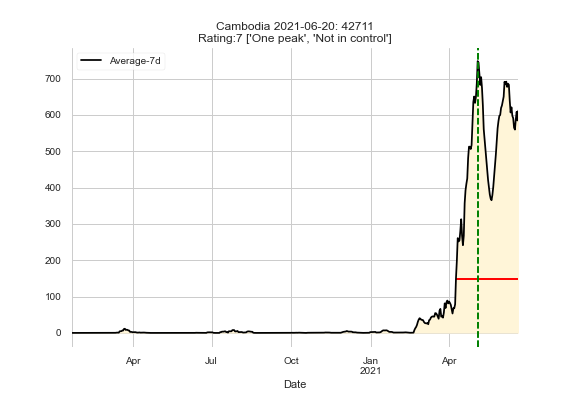 Cambodia 2021-06-20: 42711
Rating:7 ['One peak', 'Not in control']
Average-7d
700
600
500
400
300
200
100
0
Apr
Jul
Oct
Jan
2021
Apr
Date